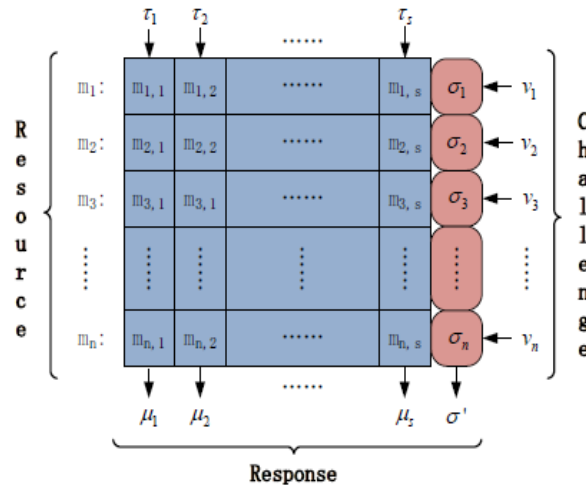 τ1 τ2 …… τs
m1: m1,1 m1,2 …… m1,s σ1 v1
m2: m2,1 m2,2 …… m2,s σ2 v2
m3: m3,1 m3,1 …… m3,s σ3 v3
…… …… …… …… …… …… ……
mn: mn,1 mn,2 …… mn,s σn vn
……
μ1 μ2 μs σ'
Resource
Challenge
Response